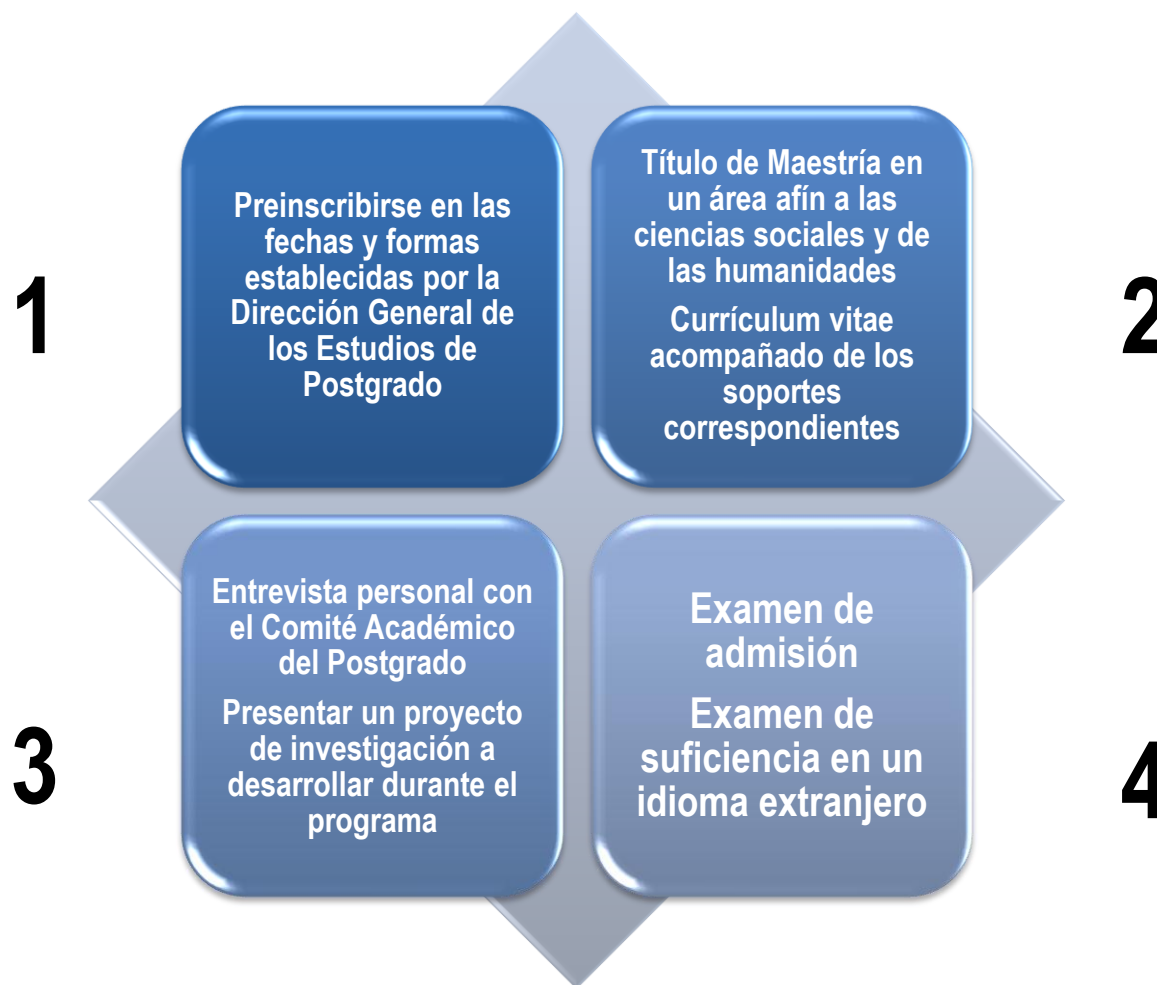 1
Preinscribirse en las
fechas y formas
establecidas por la
Dirección General de
los Estudios de
Postgrado
Título de Maestría en
un área afín a las
ciencias sociales y de
las humanidades
Currículum vitae
acompañado de los
soportes
correspondientes
2
3
Entrevista personal con
el Comité Académico
del Postgrado
Presentar un proyecto
de investigación a
desarrollar durante el
programa
Examen de
admisión
Examen de
suficiencia en un
idioma extranjero
4